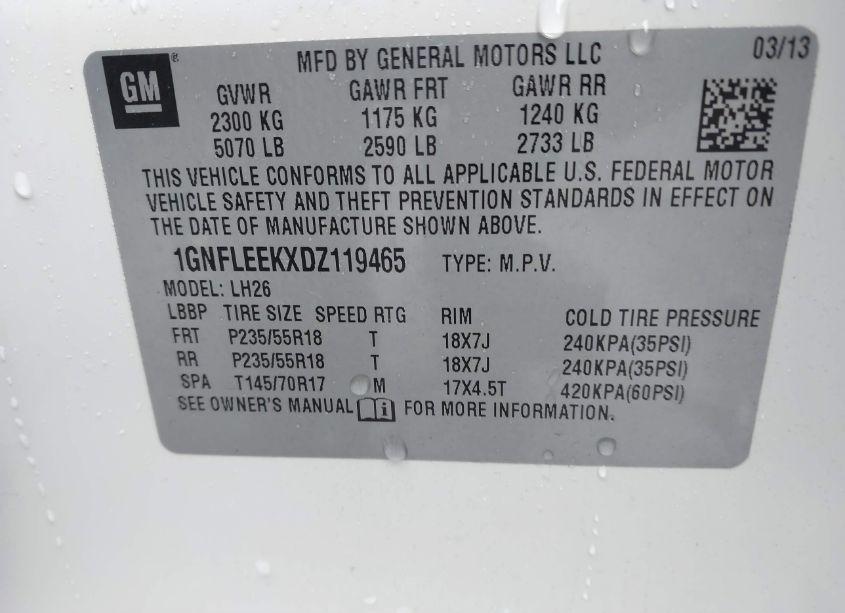 GM
MFD BY GENERAL MOTORS LLC 03/13
GVWR GAWR FRT GAWR RR
2300 KG 1175 KG 1240 KG
5070 LB 2590 LB 2733 LB
THIS VEHICLE CONFORMS TO ALL APPLICABLE U.S. FEDERAL MOTOR
VEHICLE SAFETY AND THEFT PREVENTION STANDARDS IN EFFECT ON
THE DATE OF MANUFACTURE SHOWN ABOVE.
1GNFLEEKXDZ119465 TYPE: M.P.V.
MODEL: LH26
LBBP TIRE SIZE SPEED RTG RIM COLD TIRE PRESSURE
FRT P235/55R18 T 18X7J 240KPA(35PSI)
RR P235/55R18 T 18X7J 240KPA(35PSI)
SPA T145/70R17 M 17X4.5T 420KPA(60PSI)
SEE OWNER'S MANUAL i FOR MORE INFORMATION.